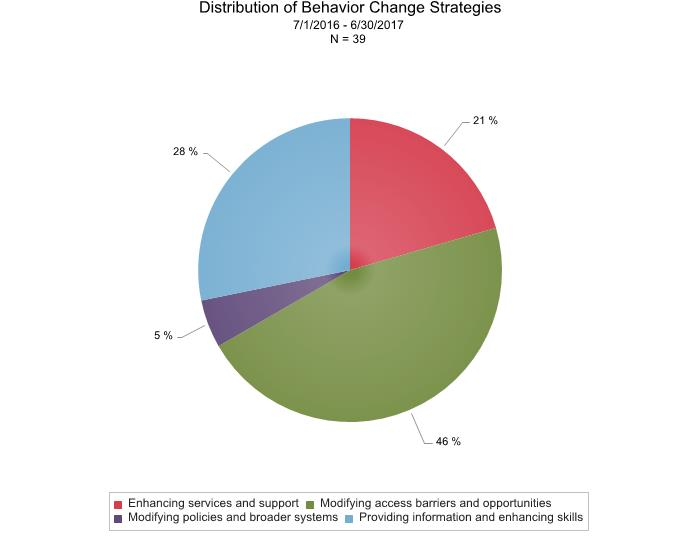 Distribution of Behavior Change Strategies
7/1/2016 - 6/30/2017
N = 39
21 %
28 %
5 %
46 %
Enhancing services and support Modifying access barriers and opportunities
Modifying policies and broader systems Providing information and enhancing skills